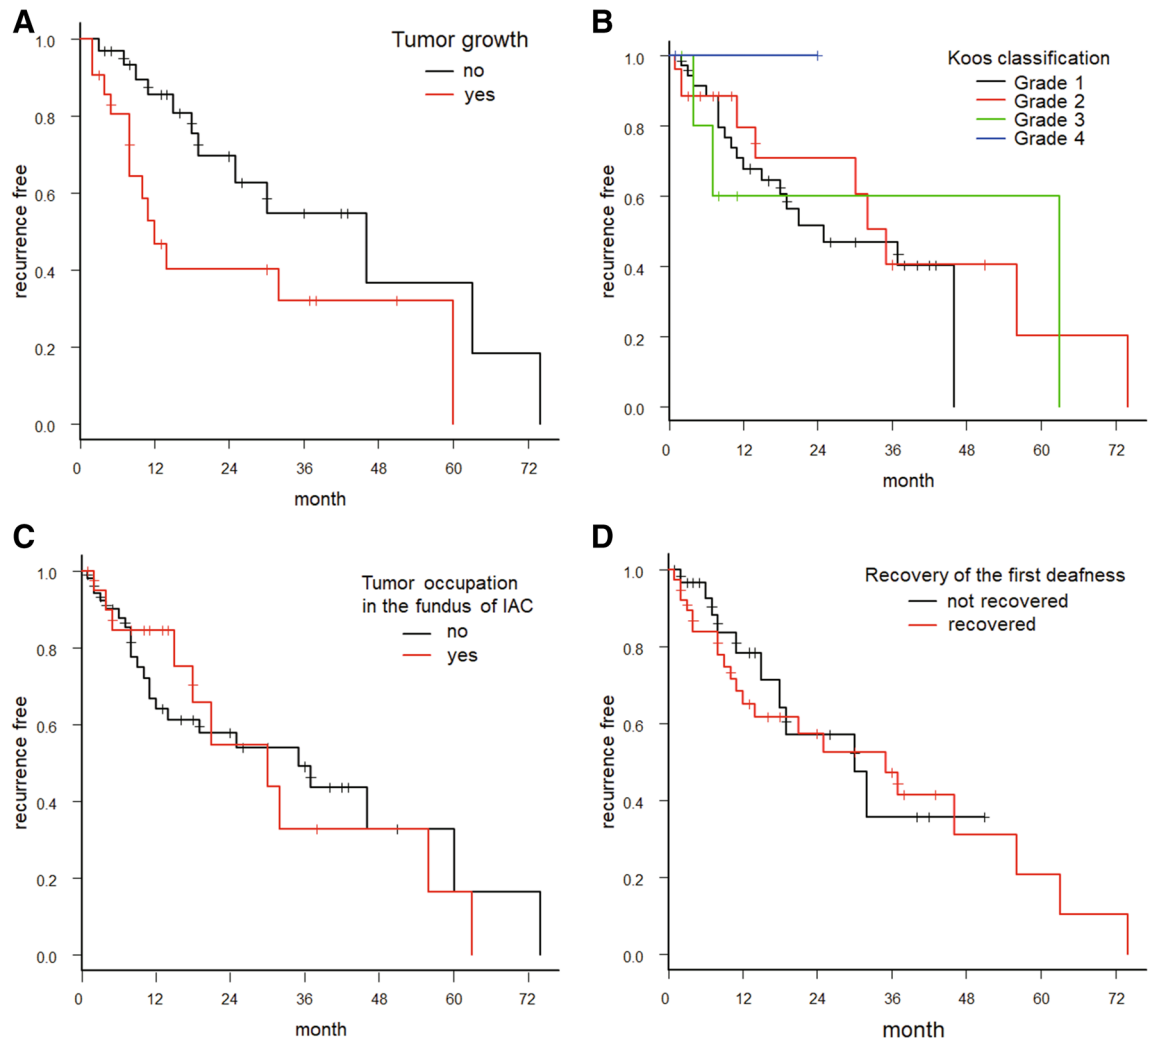 A
Tumor growth
no
yes
recurrence free
1.0
0.8
0.6
0.4
0.2
0.0
0 12 24 36 48 60 72
month
B
Koos classification
Grade 1
Grade 2
Grade 3
Grade 4
recurrence free
1.0
0.8
0.6
0.4
0.2
0.0
0 12 24 36 48 60 72
month
C
Tumor occupation
in the fundus of IAC
no
yes
recurrence free
1.0
0.8
0.6
0.4
0.2
0.0
0 12 24 36 48 60 72
month
D
Recovery of the first deafness
not recovered
recovered
recurrence free
1.0
0.8
0.6
0.4
0.2
0.0
0 12 24 36 48 60 72
month